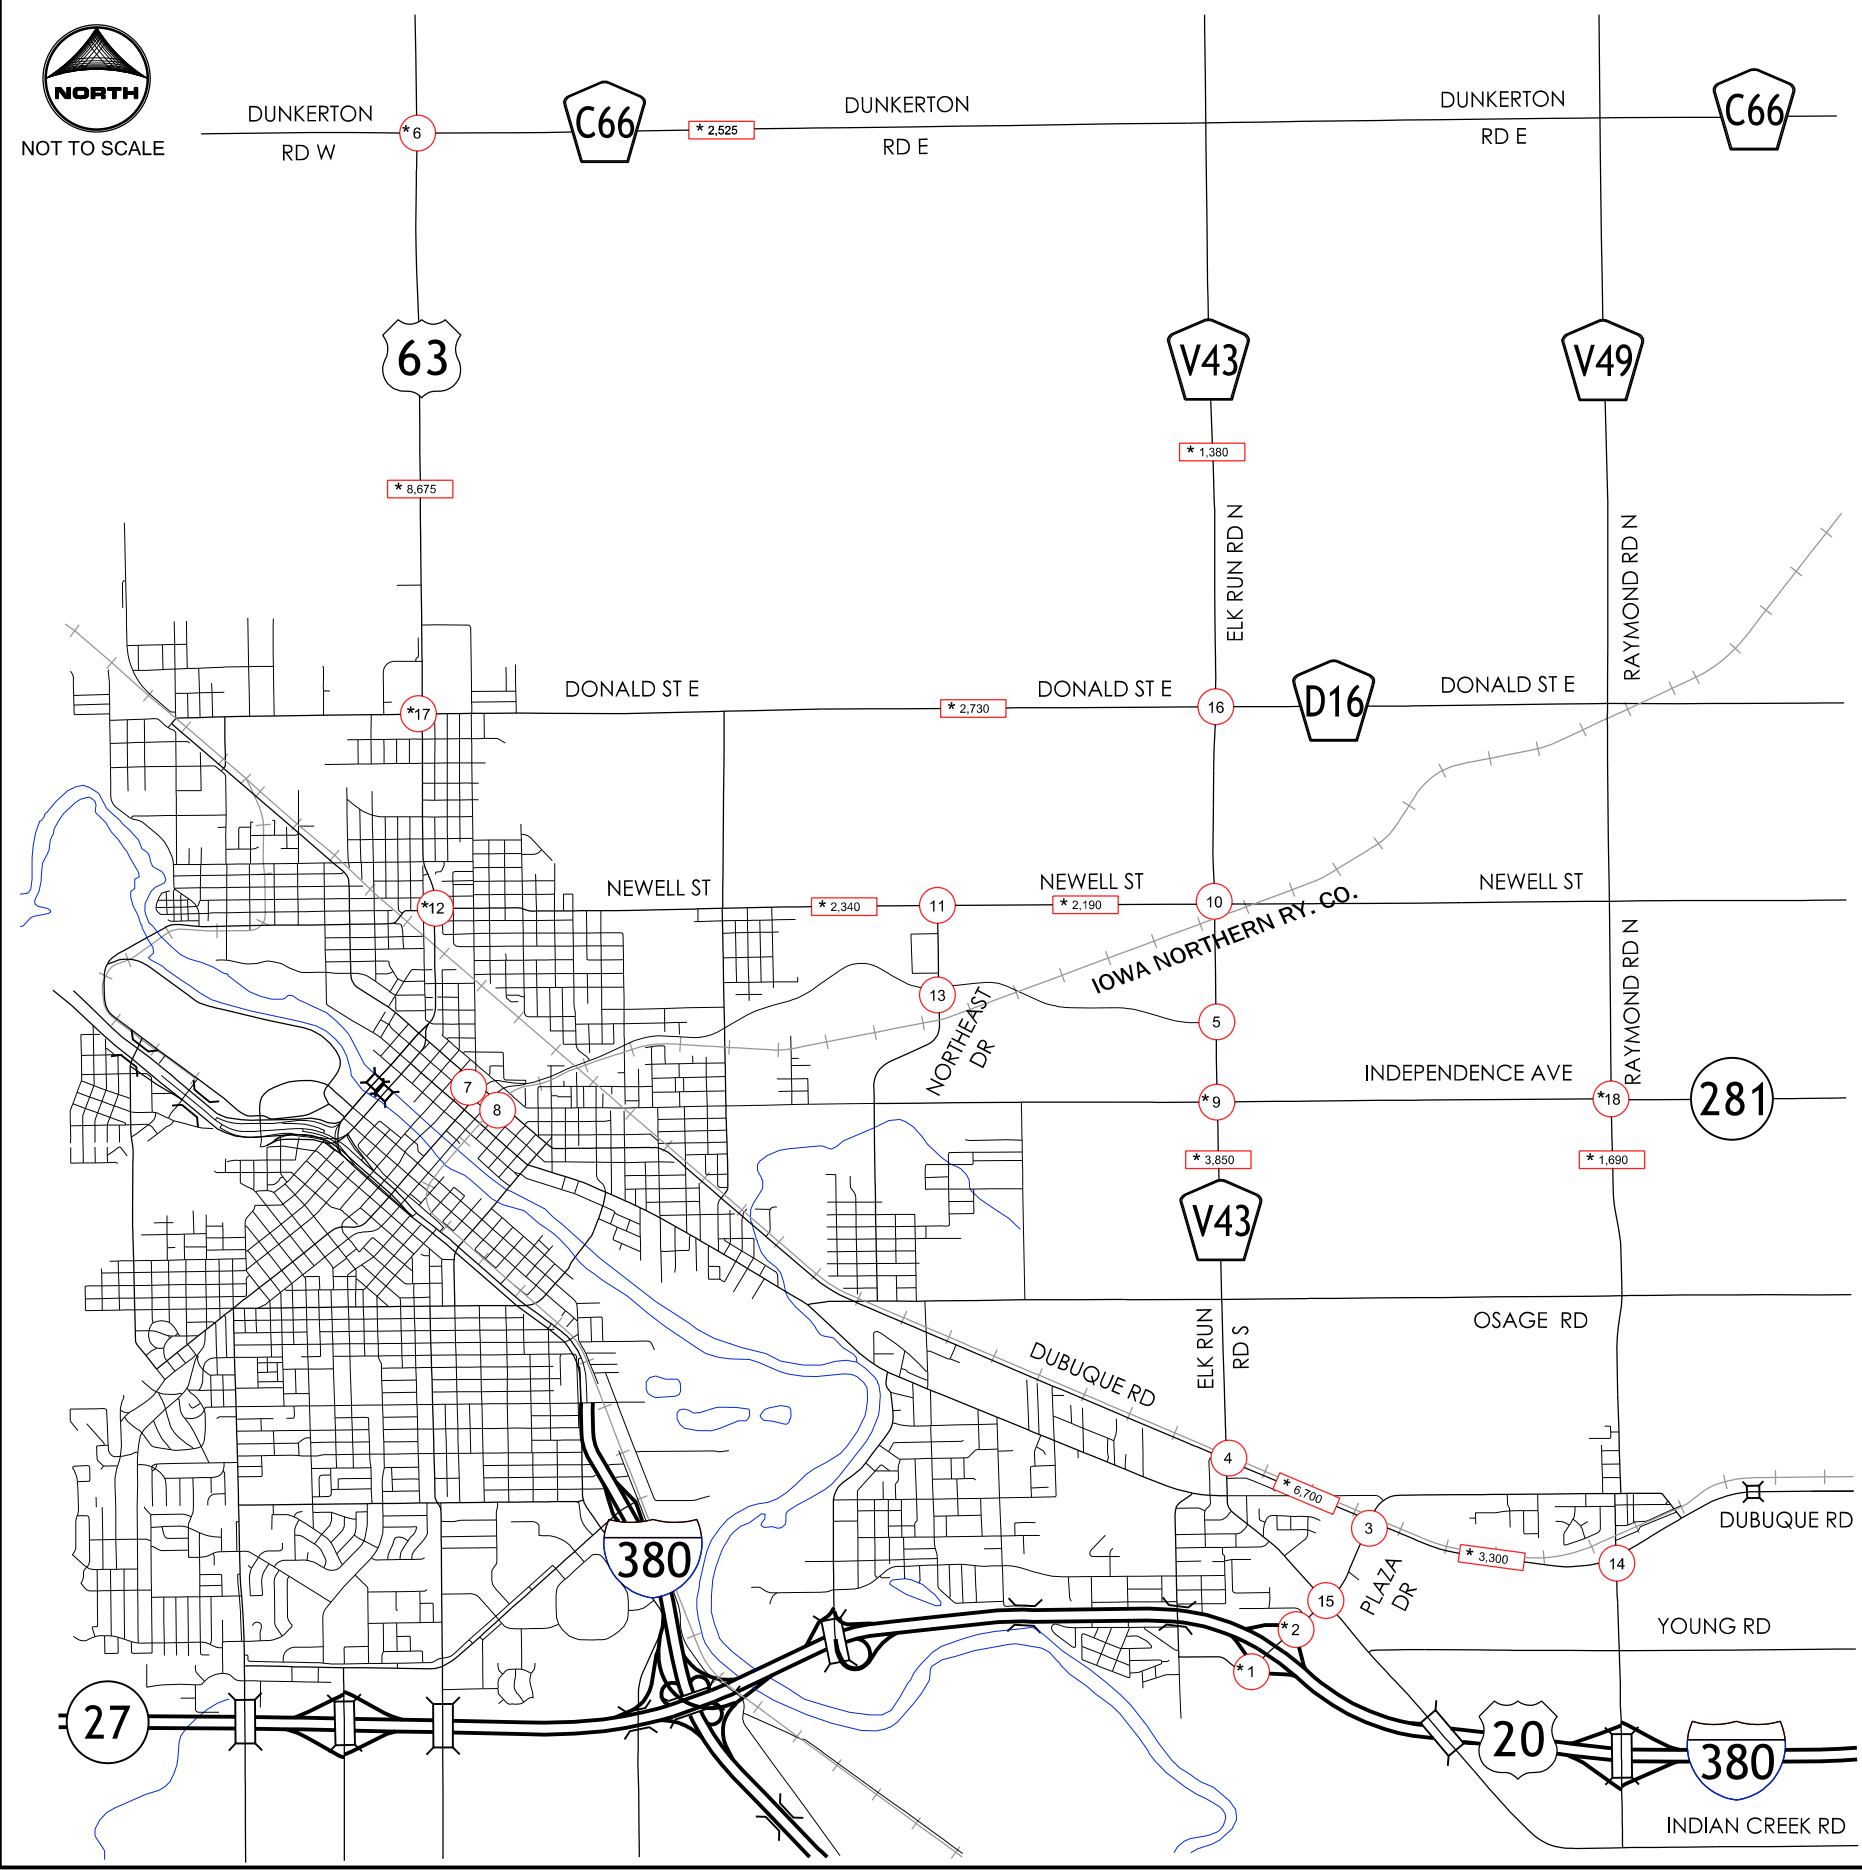 NORTH
NOT TO SCALE
DUNKERTON
RD W
*6
C66
* 2,525
DUNKERTON
RD E
DUNKERTON
RD E
C66
63
V43
V49
* 1,380
* 8,675
ELK RUN RD N
RAYMOND RD N
DONALD ST E
*17
* 2,730
DONALD ST E
16
D16
DONALD ST E
NEWELL ST
*12
* 2,340
11
NEWELL ST
* 2,190
10
NEWELL ST
IOWA NORTHERN RY. CO.
RAYMOND RD N
13
NORTHEAST
DR
5
7
8
INDEPENDENCE AVE
*9
*18
281
* 3,850
* 1,690
V43
OSAGE RD
ELK RUN
RD S
DUBUQUE RD
4
* 6,700
3
* 3,300
14
DUBUQUE RD
PLAZA
DR
15
*2
*1
YOUNG RD
380
27
20
380
INDIAN CREEK RD